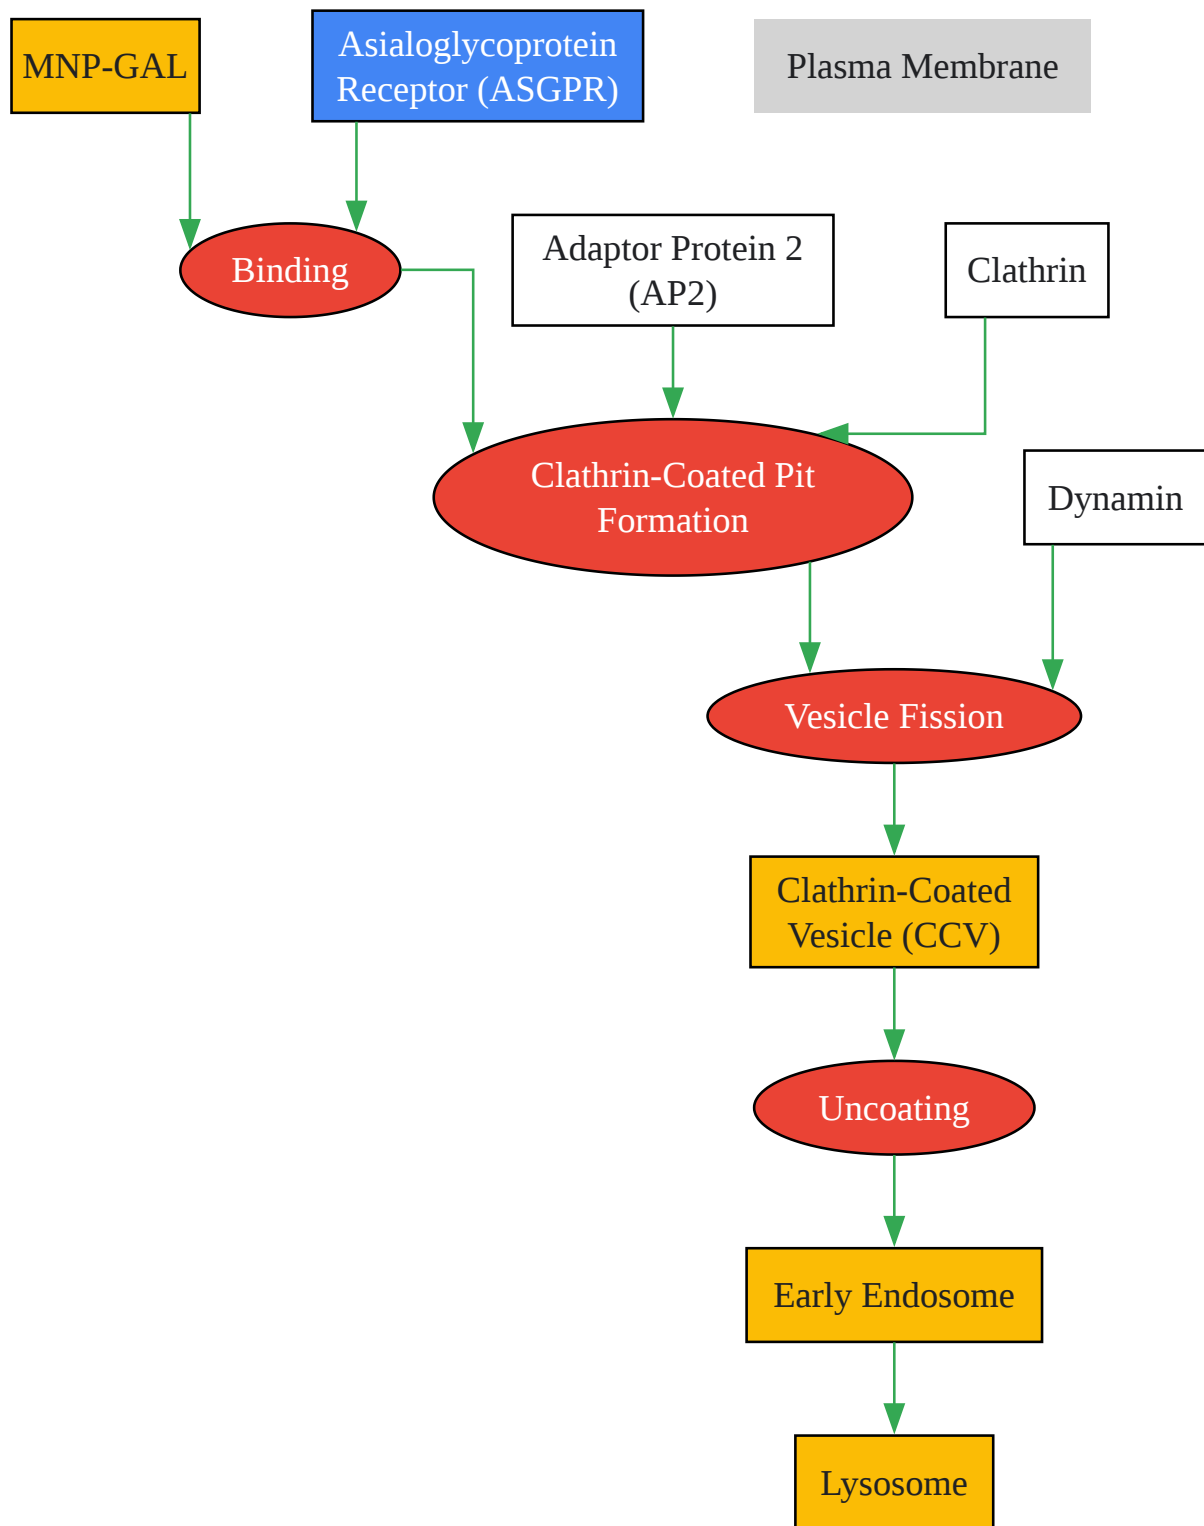 MNP-GAL
Asialoglycoprotein
Receptor (ASGPR)
Plasma Membrane
Binding
Adaptor Protein 2
(AP2)
Clathrin
Clathrin-Coated Pit
Formation
Dynamin
Vesicle Fission
Clathrin-Coated
Vesicle (CCV)
Uncoating
Early Endosome
Lysosome